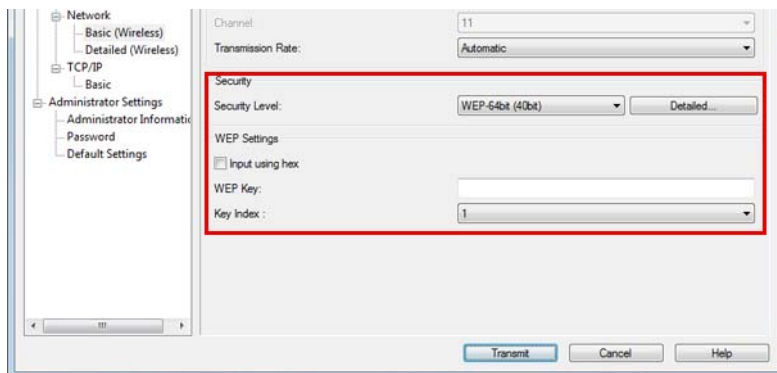 Network
Basic (Wireless)
Detailed (Wireless)
TCP/IP
Basic
Administrator Settings
Administrator Informatic
Password
Default Settings
Channel: 11
Transmission Rate: Automatic
Security
Security Level: WEP-64bit (40bit) Detailed...
WEP Settings
Input using hex
WEP Key:
Key Index : 1
Transmit Cancel Help